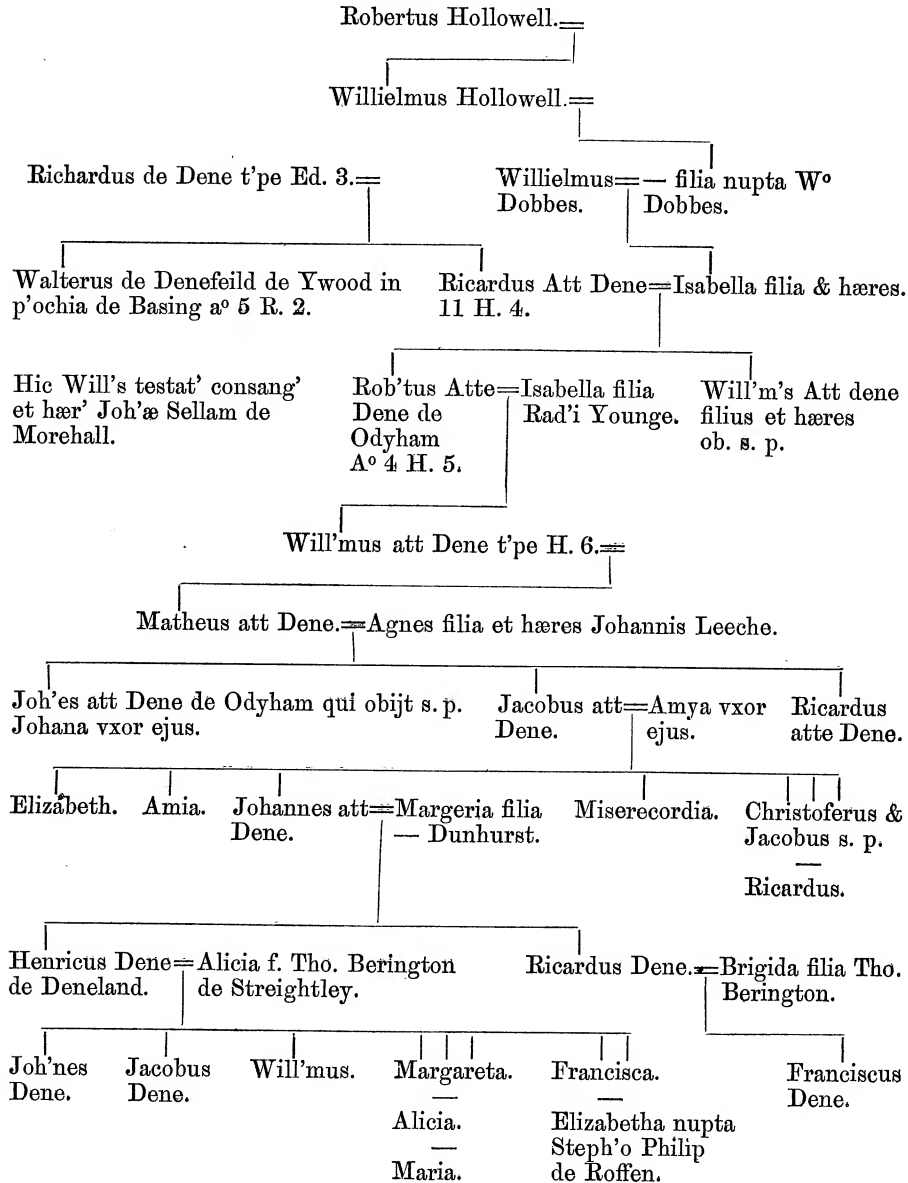 Robertus Hollowell.
Willielmus Hollowell.
Richardus de Dene t'pe Ed. 3.
Willielmus
Dobbes.
— filia nupta Wº
Dobbes.
Walterus de Denefeild de Ywood in
p'ochia de Basing aº 5 R. 2.
Ricardus Att Dene
11 H. 4.
Isabella filia & hæres.
Hic Will's testat' consang'
et hær' Joh'æ Sellam de
Morehall.
Rob'tus Atte
Dene de
Odyham
Aº 4 H. 5.
Isabella filia
Rad'i Younge.
Will'm's Att dene
filius et hæres
ob. s. p.
Will'mus att Dene t'pe H. 6.
Matheus att Dene.
Agnes filia et hæres Johannis Leeche.
Joh'es att Dene de Odyham qui obijt s. p.
Johana vxor ejus.
Jacobus att
Dene.
Amya vxor
ejus.
Ricardus
atte Dene.
Elizabeth.
Amia.
Johannes att
Dene.
Margeria filia
— Dunhurst.
Miserecordia.
Christoferus &
Jacobus s. p.
—
Ricardus.
Henricus Dene
de Deneland.
Alicia f. Tho. Berington
de Streightley.
Ricardus Dene.
Brigida filia Tho.
Berington.
Joh'nes
Dene.
Jacobus
Dene.
Will'mus.
Margareta.
—
Alicia.
—
Maria.
Francisca.
—
Elizabetha nupta
Steph'o Philip
de Roffen.
Franciscus
Dene.